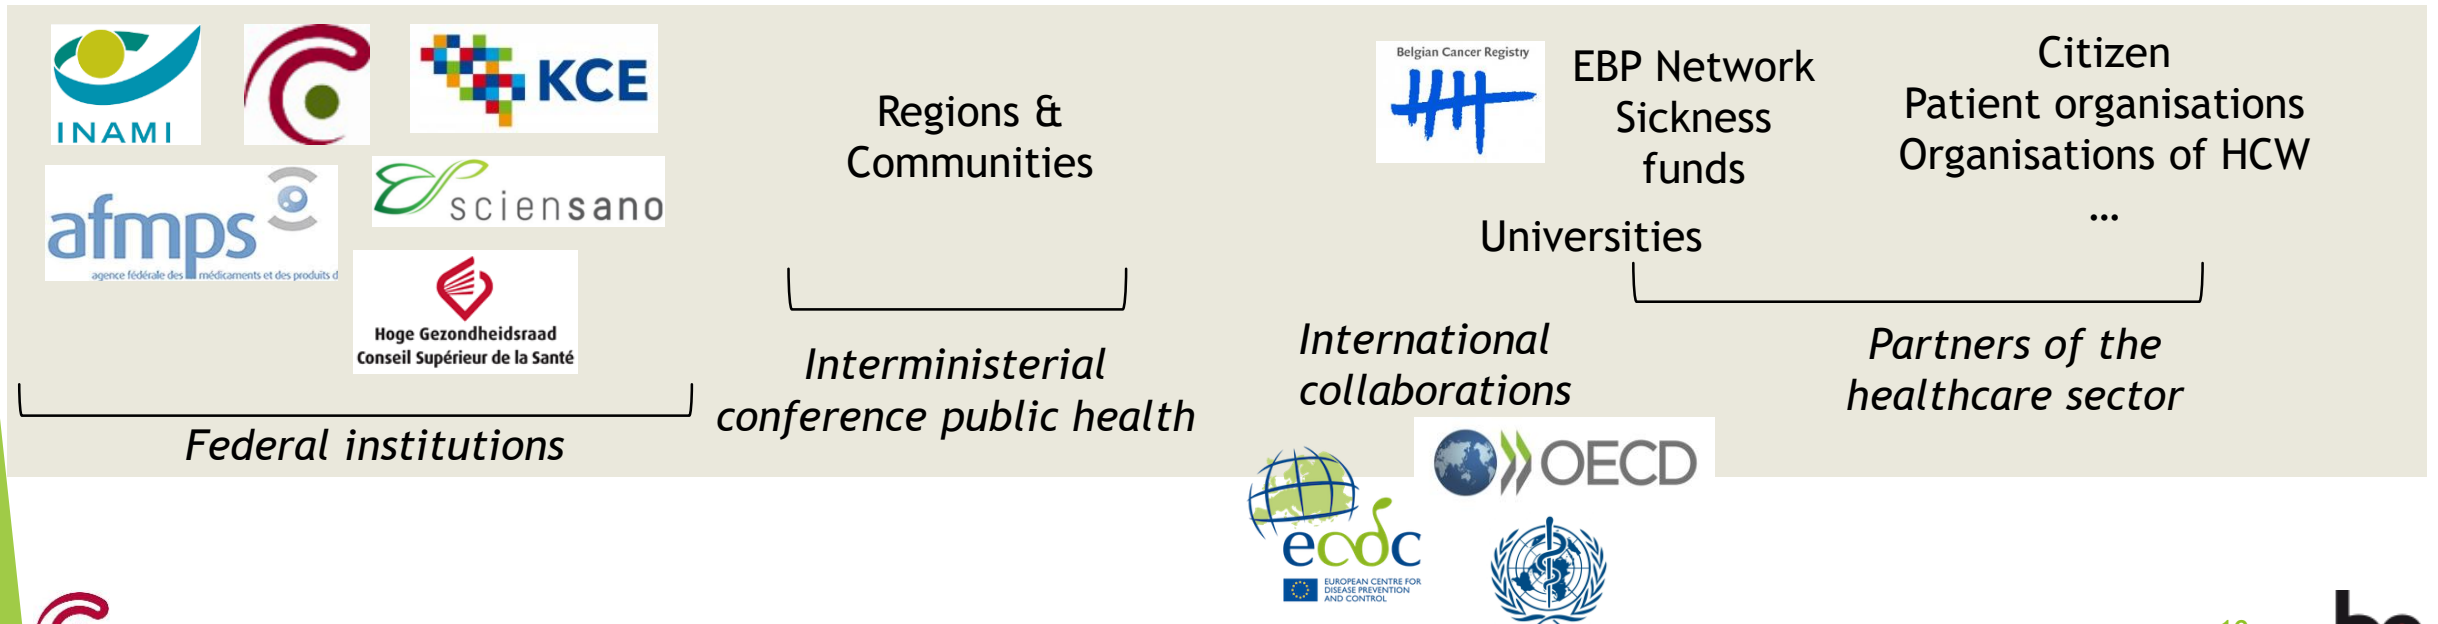 INAMI
KCE
afmps
agence fédérale des médicaments et des produits d
sciensano
Hoge Gezondheidsraad
Conseil Supérieur de la Santé
Federal institutions
Regions &
Communities
Interministerial
conference public health
Belgian Cancer Registry
EBP Network
Sickness
funds
Universities
Citizen
Patient organisations
Organisations of HCW
...
International
collaborations
Partners of the
healthcare sector
OECD
ecdc
EUROPEAN CENTRE FOR
DISEASE PREVENTION
AND CONTROL